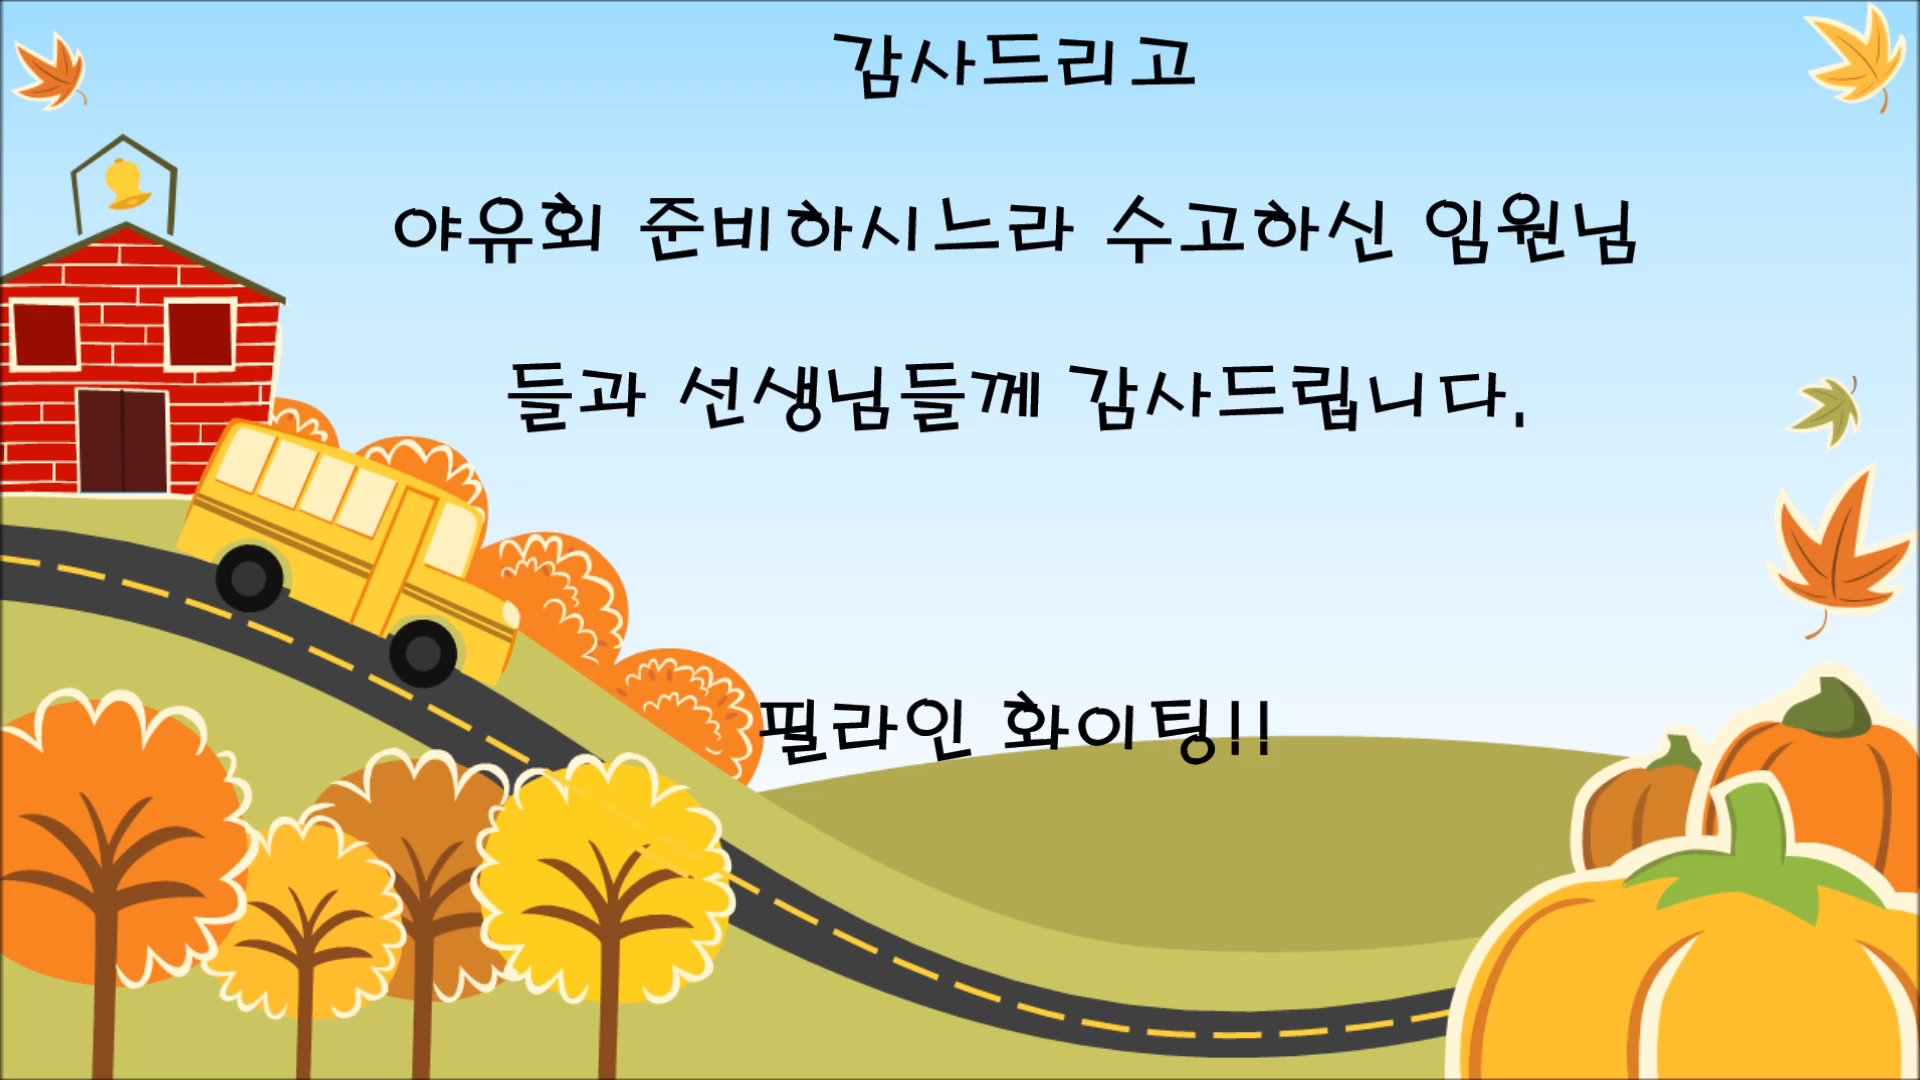 감사드리고
야유회 준비하시느라 수고하신 임원님
들과 선생님들께 감사드립니다.
필라인 화이팅!!